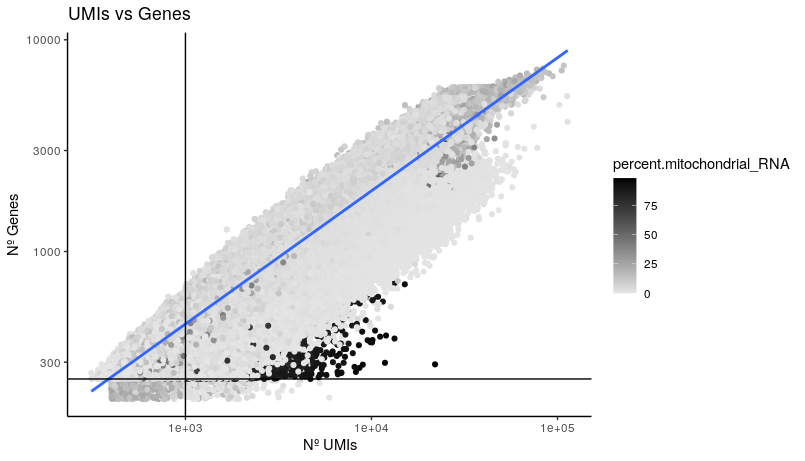 UMIs vs Genes
10000
3000
1000
300
Nº Genes
1e+03
1e+04
1e+05
Nº UMIs
percent.mitochondrial_RNA
75
50
25
0